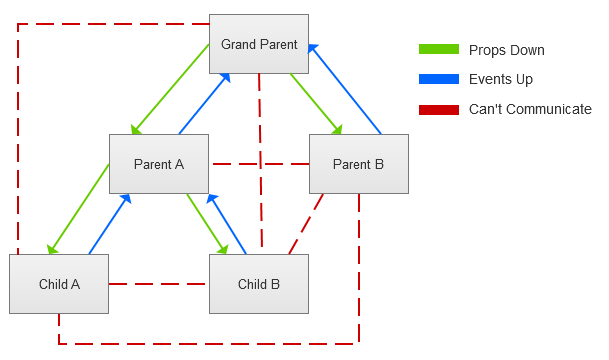 Grand Parent
Props Down
Events Up
Can't Communicate
Parent A
Parent B
Child A
Child B